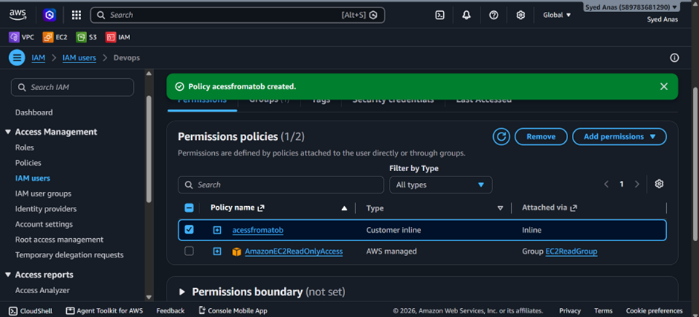 aws
Search
[Alt+S]
Global
Syed Anas (589783681290)
Syed Anas
VPC
EC2
S3
IAM
IAM
IAM users
Devops
Search IAM
Dashboard
Access Management
Roles
Policies
IAM users
IAM user groups
Identity providers
Account settings
Root access management
Temporary delegation requests
Access reports
Access Analyzer
Policy acessfromatob created.
Permissions
Groups
Tags
Security credentials
Last Accessed
Permissions policies (1/2)
Remove
Add permissions
Permissions are defined by policies attached to the user directly or through groups.
Filter by Type
Search
All types
1
Policy name
Type
Attached via
acessfromatob
Customer inline
Inline
AmazonEC2ReadOnlyAccess
AWS managed
Group EC2ReadGroup
Permissions boundary (not set)
CloudShell
Agent Toolkit for AWS
Feedback
Console Mobile App
© 2026, Amazon Web Services, Inc. or its affiliates.
Privacy
Terms
Cookie preferences